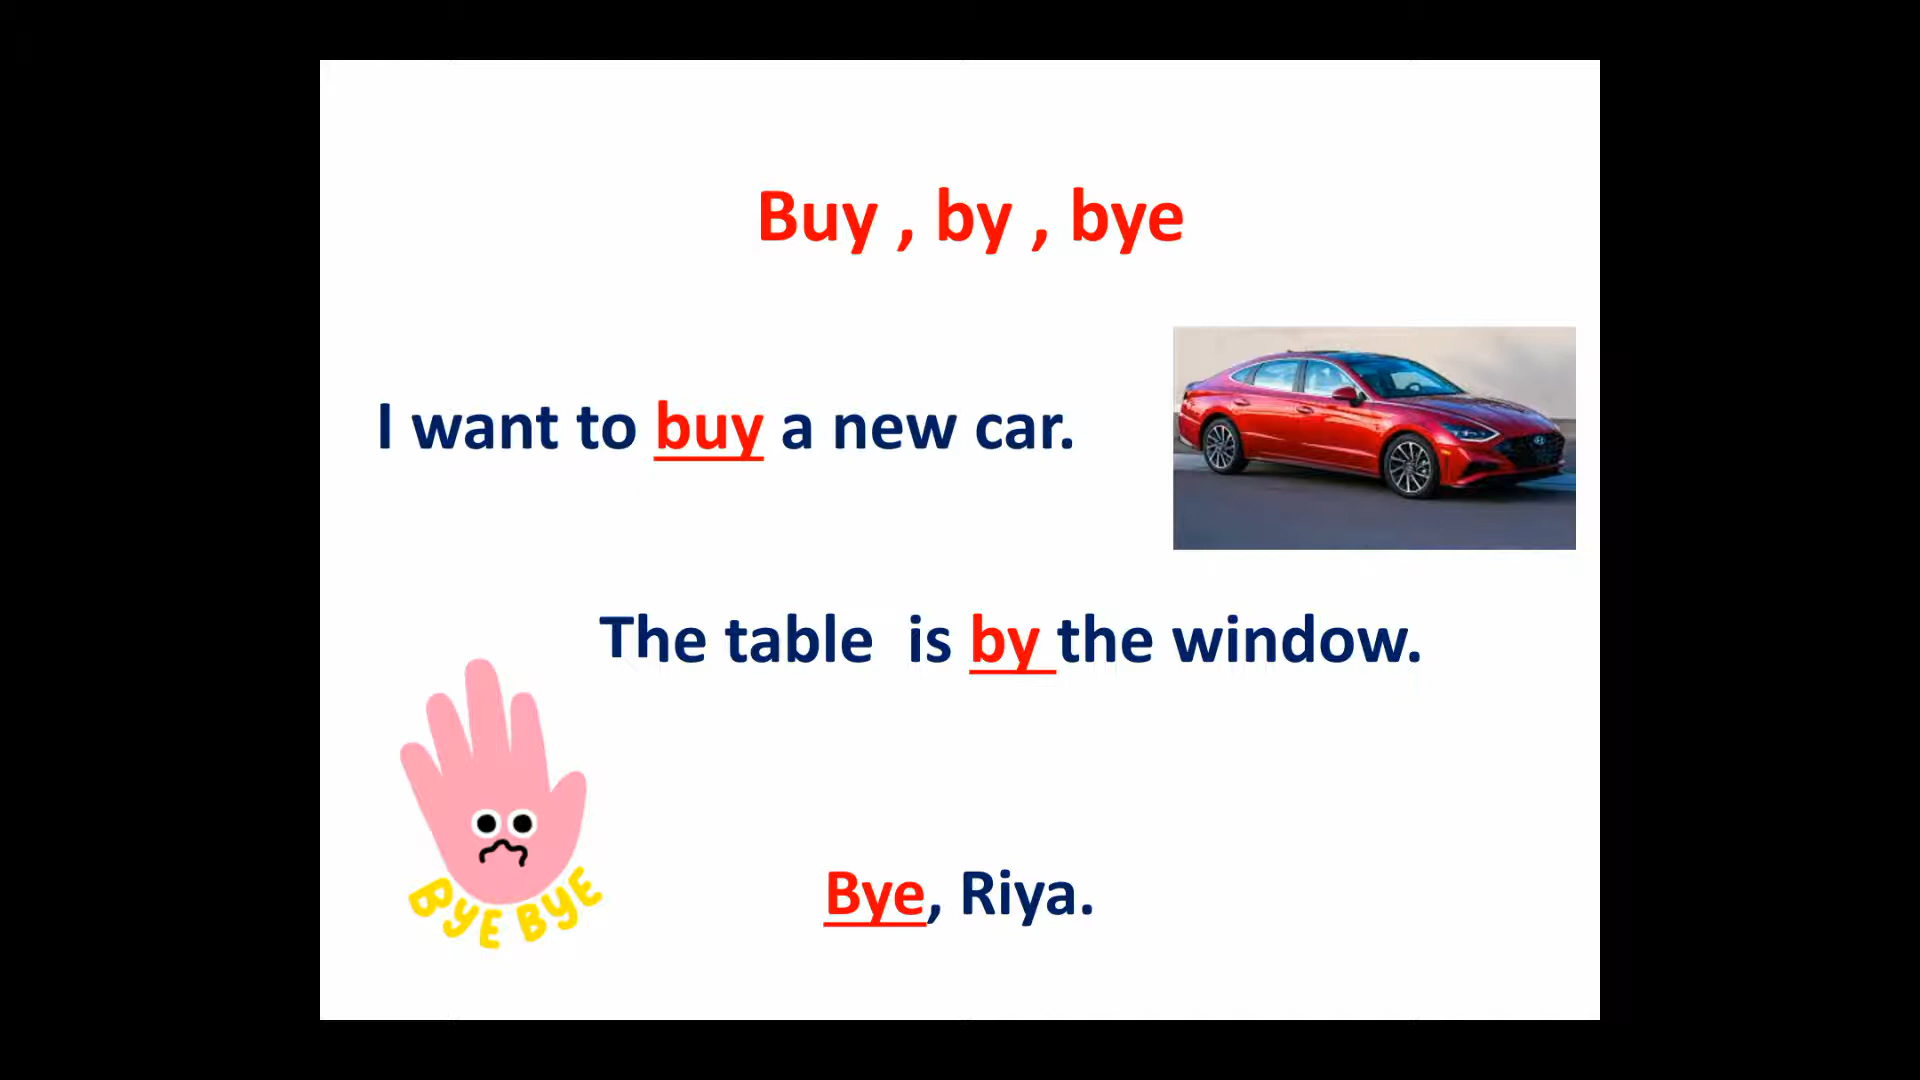 Buy , by , bye
I want to buy a new car.
The table is by the window.
BYE BYE
Bye, Riya.